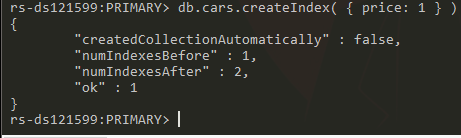 rs-ds121599:PRIMARY> db.cars.createIndex( { price: 1 } )
{
        "createdCollectionAutomatically" : false,
        "numIndexesBefore" : 1,
        "numIndexesAfter" : 2,
        "ok" : 1
}
rs-ds121599:PRIMARY>